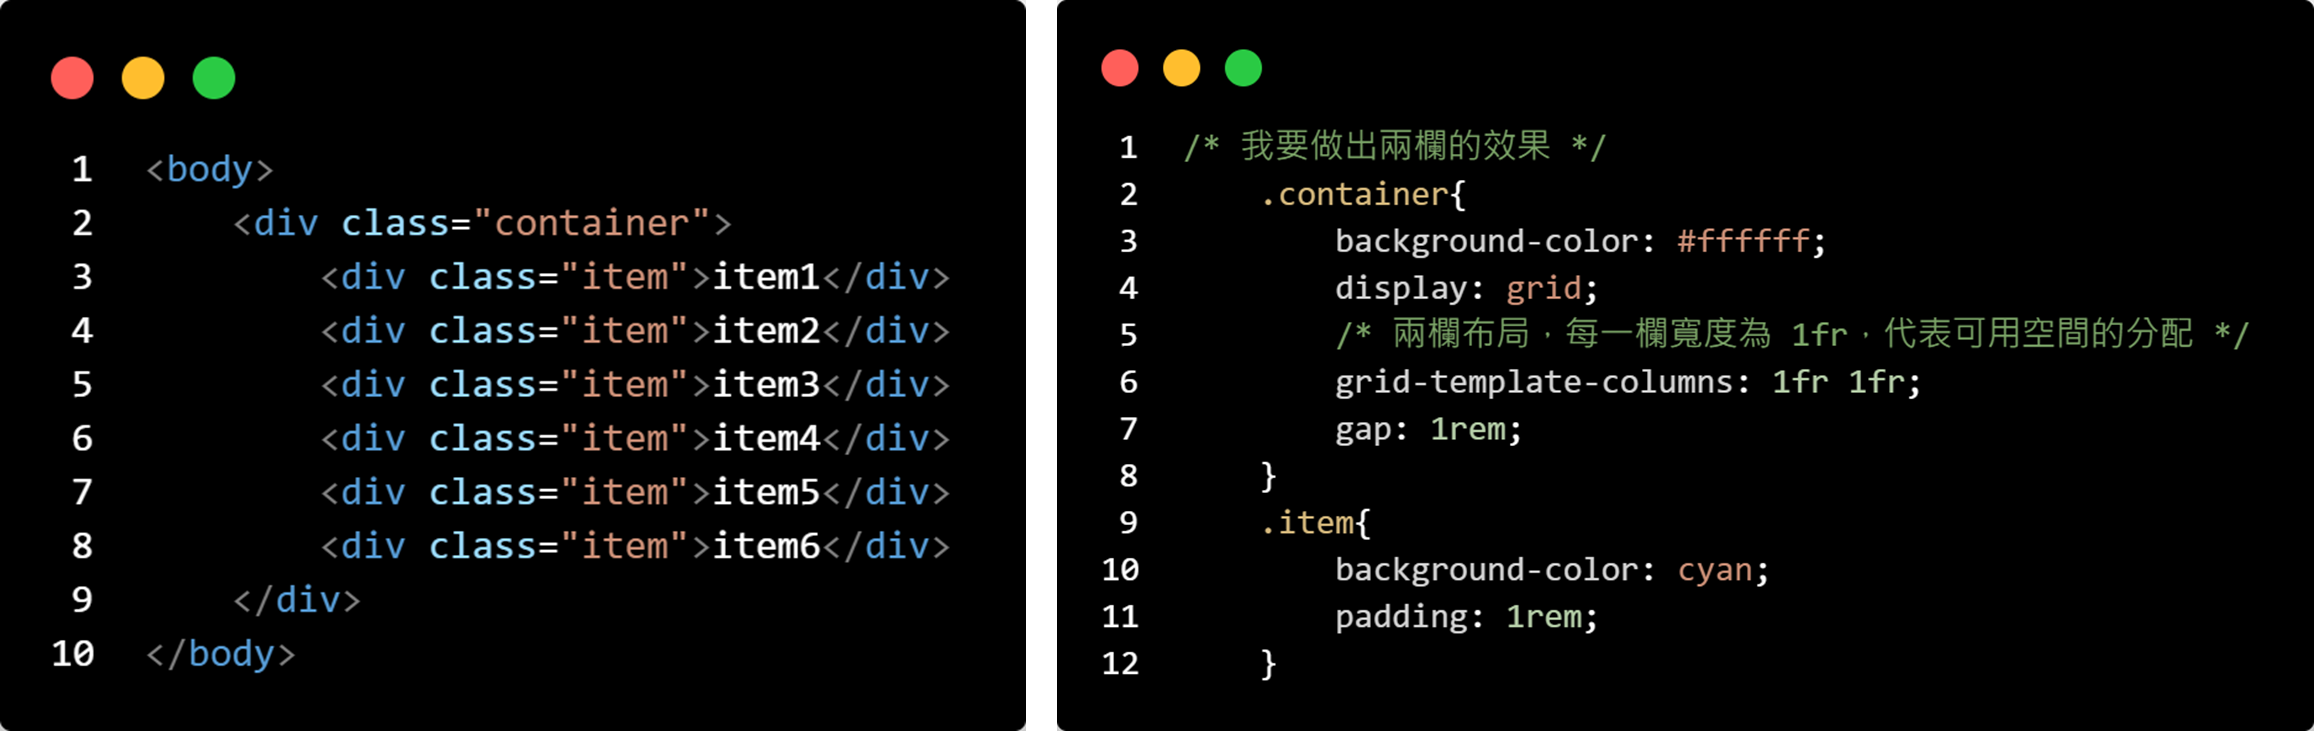 1 <body>
2 <div class="container">
3 <div class="item">item1</div>
4 <div class="item">item2</div>
5 <div class="item">item3</div>
6 <div class="item">item4</div>
7 <div class="item">item5</div>
8 <div class="item">item6</div>
9 </div>
10 </body>
1 /* 我要做出兩欄的效果 */
2 .container{
3 background-color: #ffffff;
4 display: grid;
5 /* 兩欄布局，每一欄寬度為 1fr，代表可用空間的分配 */
6 grid-template-columns: 1fr 1fr;
7 gap: 1rem;
8 }
9 .item{
10 background-color: cyan;
11 padding: 1rem;
12 }